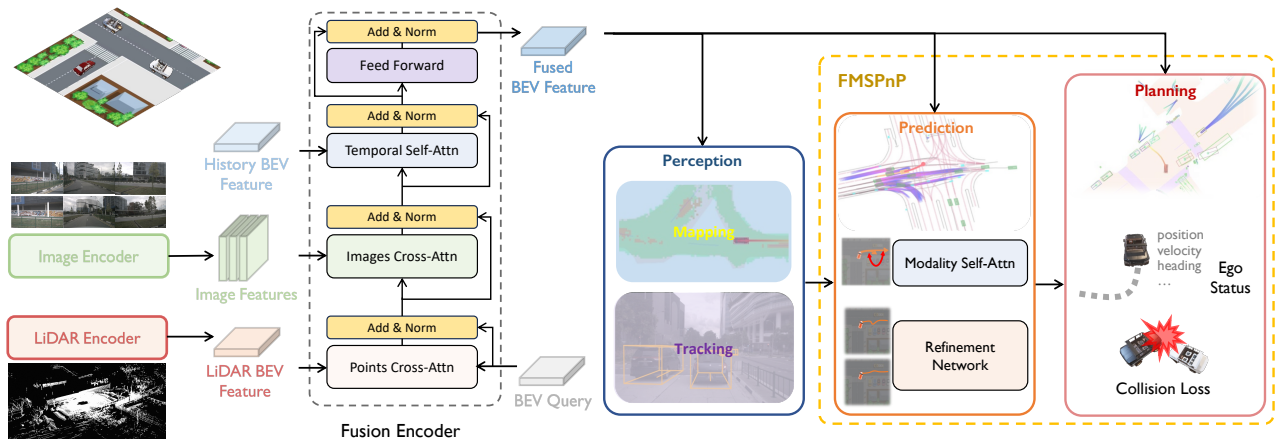 Add & Norm
Feed Forward
Add & Norm
Temporal Self-Attn
Add & Norm
Images Cross-Attn
Add & Norm
Points Cross-Attn
Fusion Encoder
History BEV
Feature
Image Encoder
Image Features
LiDAR Encoder
LiDAR BEV
Feature
BEV Query
Fused
BEV Feature
Perception
Mapping
Tracking
FMSPnP
Prediction
Modality Self-Attn
Refinement
Network
Planning
position
velocity
heading
...
Ego
Status
Collision Loss